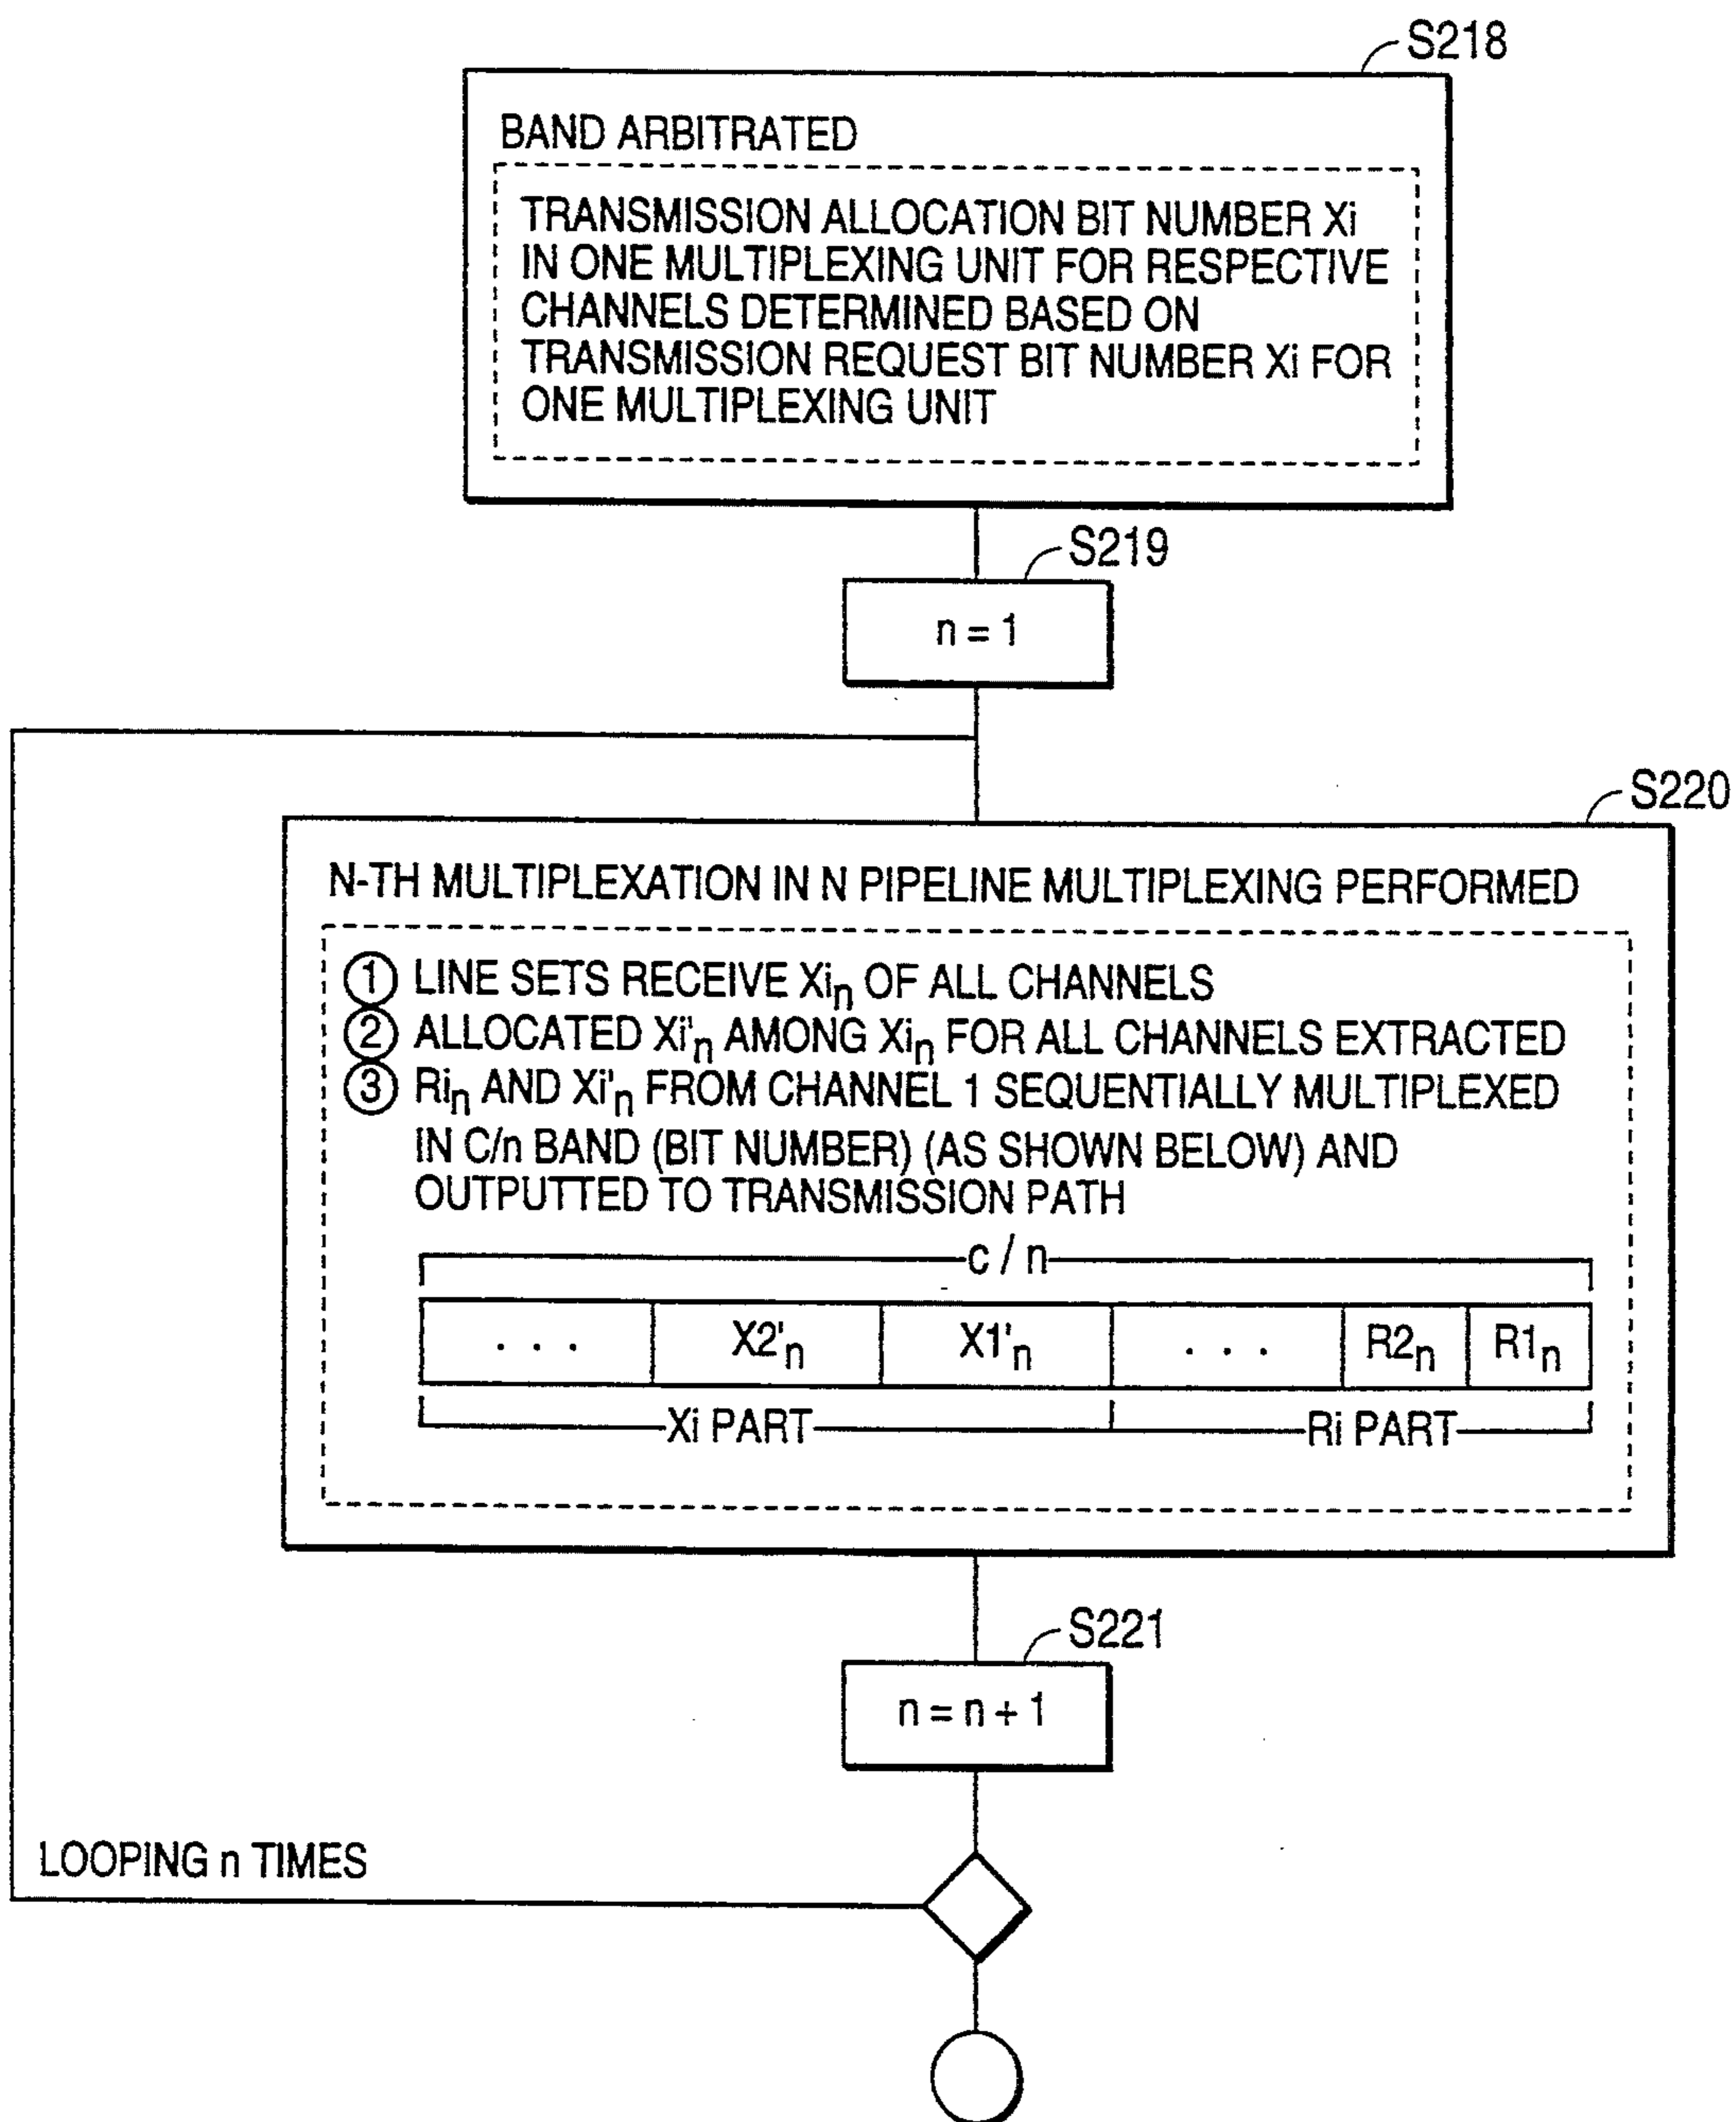 S218
BAND ARBITRATED
TRANSMISSION ALLOCATION BIT NUMBER Xi
IN ONE MULTIPLEXING UNIT FOR RESPECTIVE
CHANNELS DETERMINED BASED ON
TRANSMISSION REQUEST BIT NUMBER Xi FOR
ONE MULTIPLEXING UNIT
S219
n = 1
S220
N-TH MULTIPLEXATION IN N PIPELINE MULTIPLEXING PERFORMED
① LINE SETS RECEIVE Xiₙ OF ALL CHANNELS
② ALLOCATED Xi'ₙ AMONG Xiₙ FOR ALL CHANNELS EXTRACTED
③ Riₙ AND Xi'ₙ FROM CHANNEL 1 SEQUENTIALLY MULTIPLEXED
IN C/n BAND (BIT NUMBER) (AS SHOWN BELOW) AND
OUTPUTTED TO TRANSMISSION PATH
c / n
. . . X2'ₙ X1'ₙ . . . R2ₙ R1ₙ
Xi PART Ri PART
S221
n = n + 1
LOOPING n TIMES